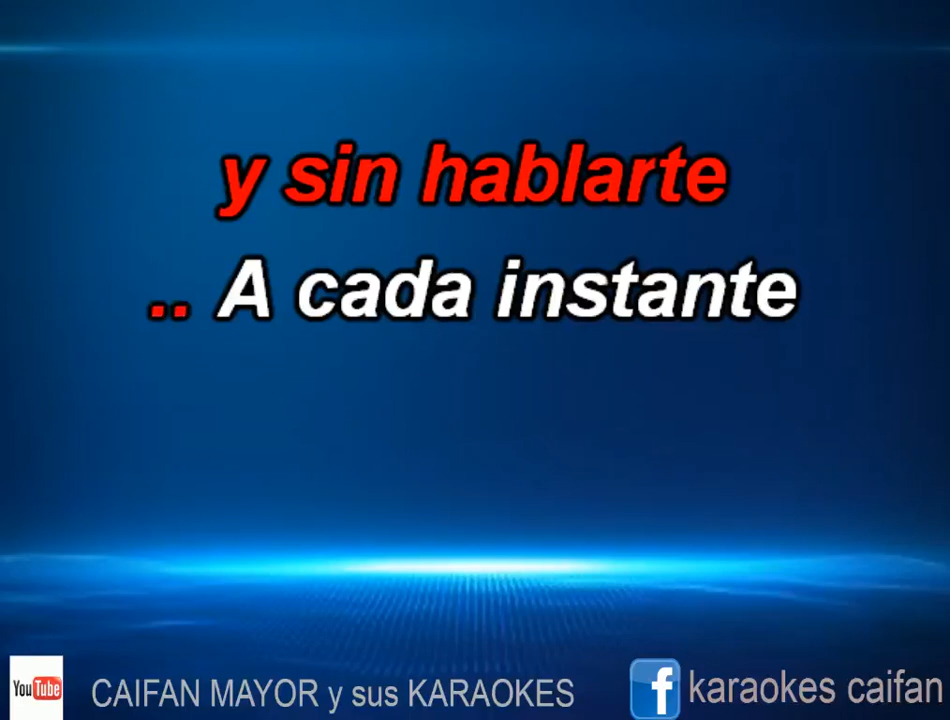 y sin hablarte
.. A cada instante
YouTube CAIFAN MAYOR y sus KARAOKES f karaokes caifan